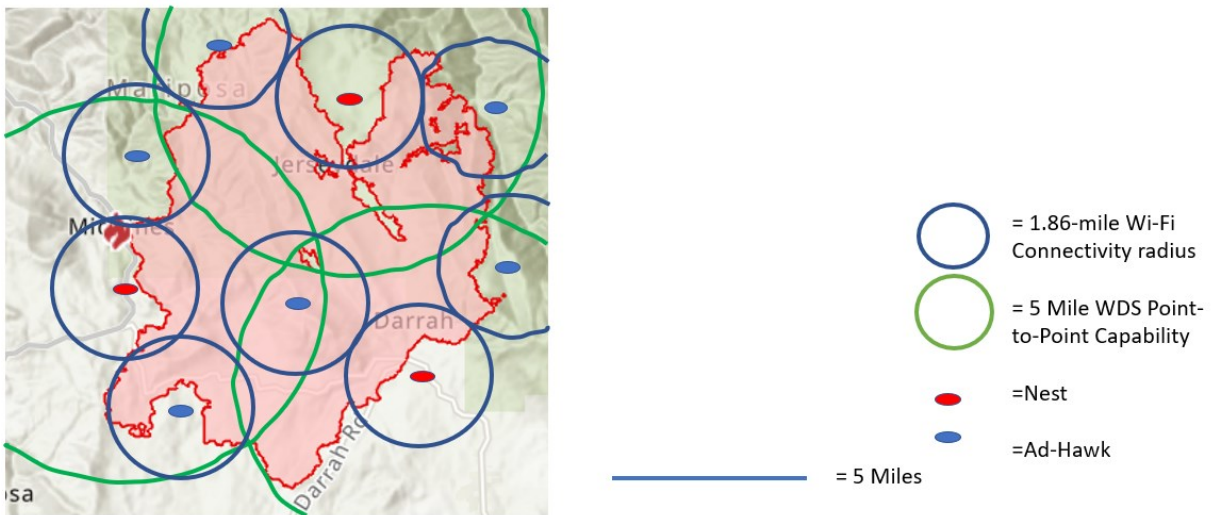 Mariposa
Jerseydale
Darrah
Darrah Rd
osa
= 1.86-mile Wi-Fi
Connectivity radius
= 5 Mile WDS Point-
to-Point Capability
=Nest
=Ad-Hawk
= 5 Miles